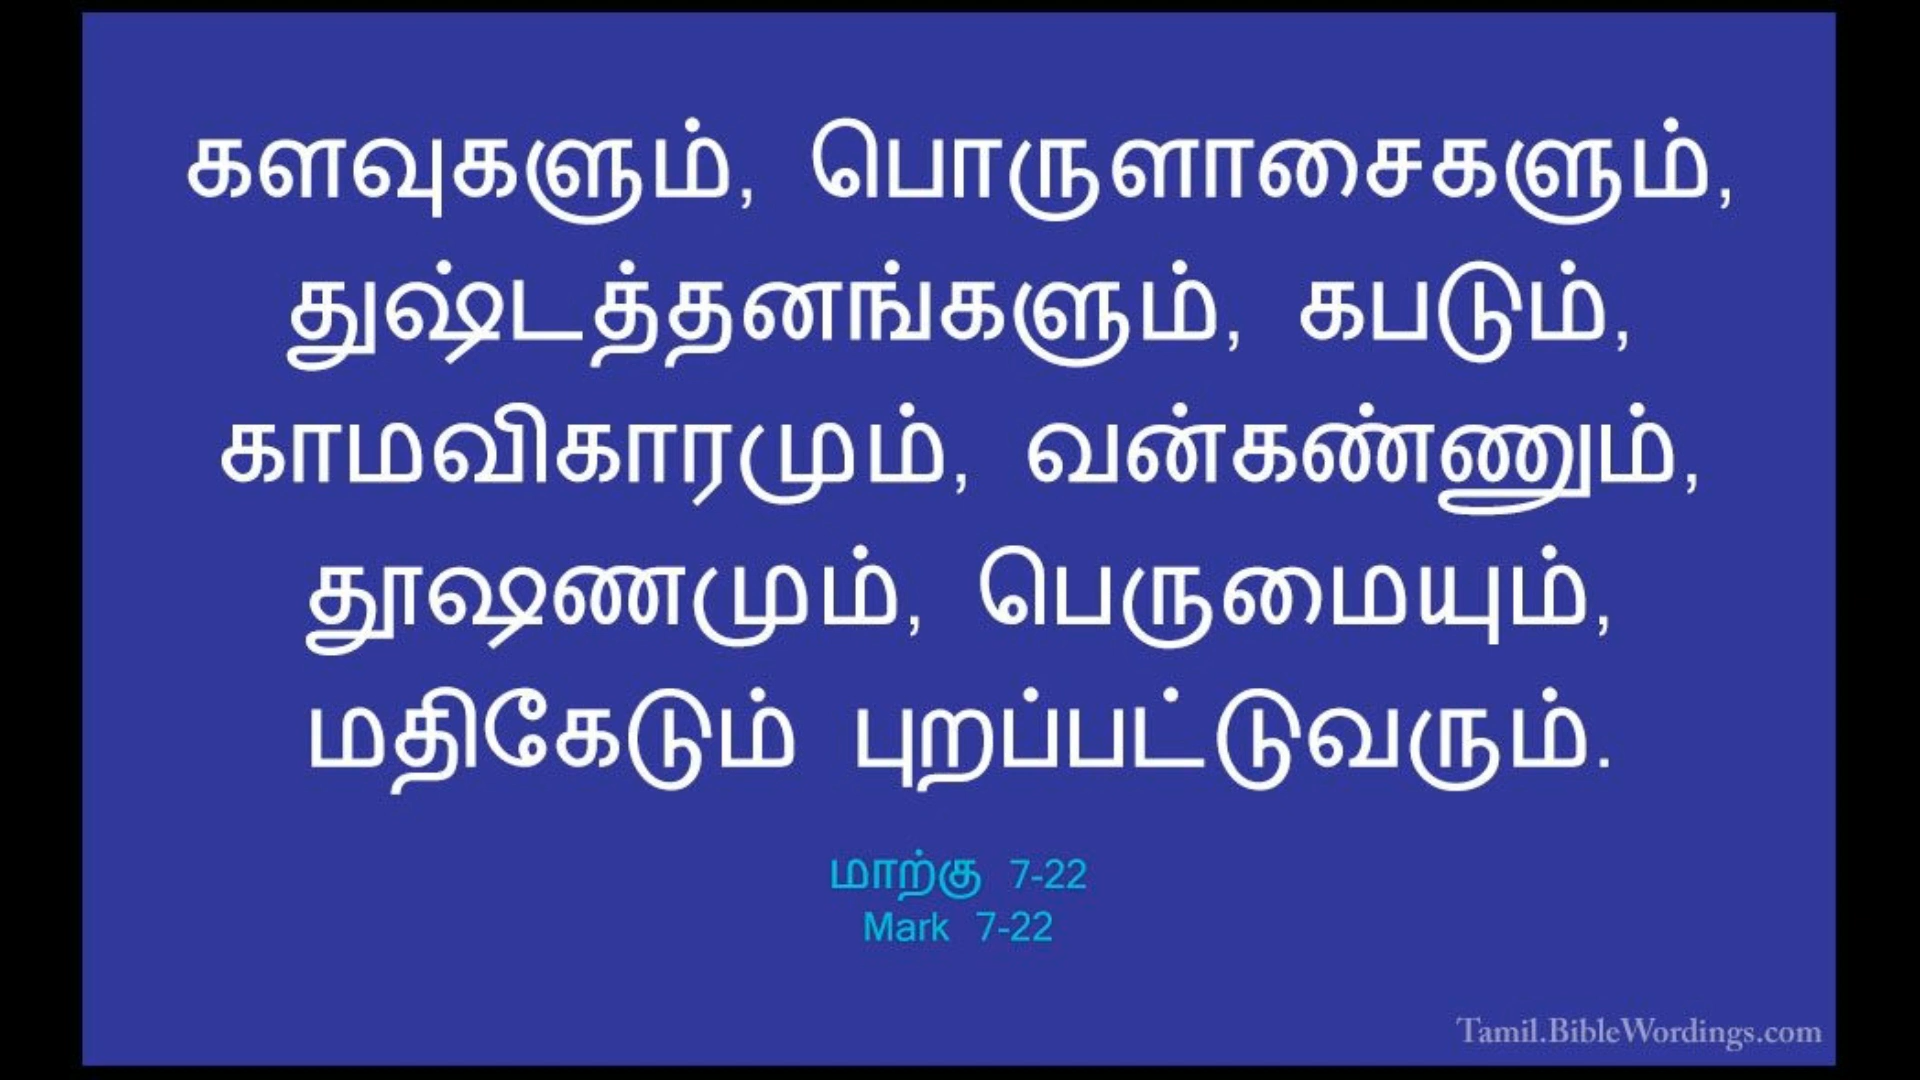 களவுகளும், பொருளாசைகளும்,
துஷ்டத்தனங்களும், கபடும்,
காமவிகாரமும், வன்கண்ணும்,
தூஷணமும், பெருமையும்,
மதிகேடும் புறப்பட்டுவரும்.
மாற்கு 7-22
Mark 7-22
Tamil.BibleWordings.com